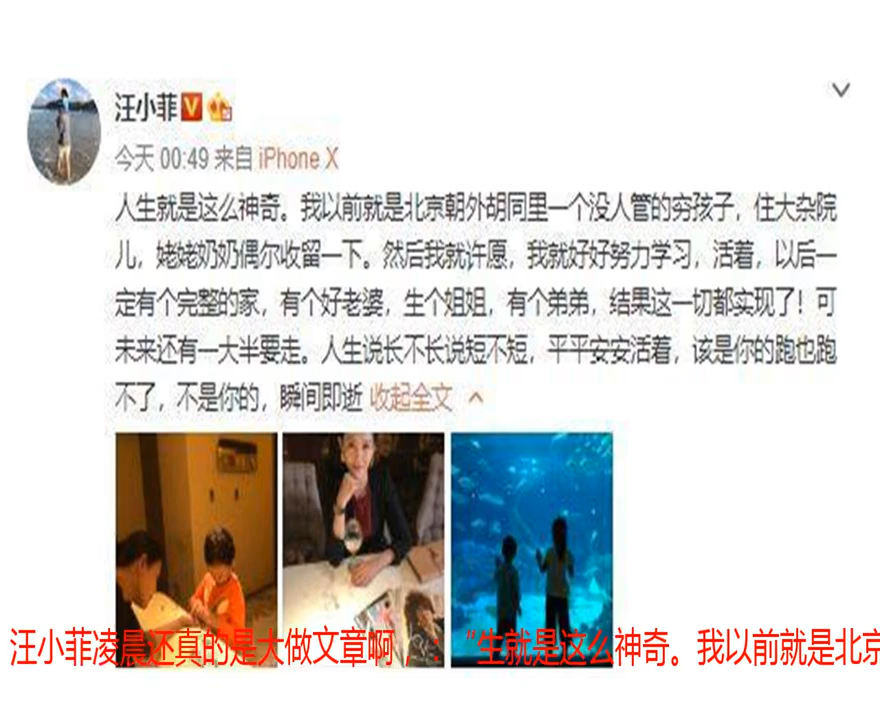 汪小菲
今天 00:49 来自 iPhone X
人生就是这么神奇。我以前就是北京朝外胡同里一个没人管的穷孩子，住大杂院
儿，姥姥奶奶偶尔收留一下。然后我就许愿，我就好好努力学习，活着，以后一
定有个完整的家，有个好老婆，生个姐姐，有个弟弟，结果这一切都实现了！可
未来还有一大半要走。人生说长不长说短不短，平平安安活着，该是你的跑也跑
不了，不是你的，瞬间即逝 收起全文
汪小菲凌晨还真的是大做文章啊，：“生就是这么神奇。我以前就是北京